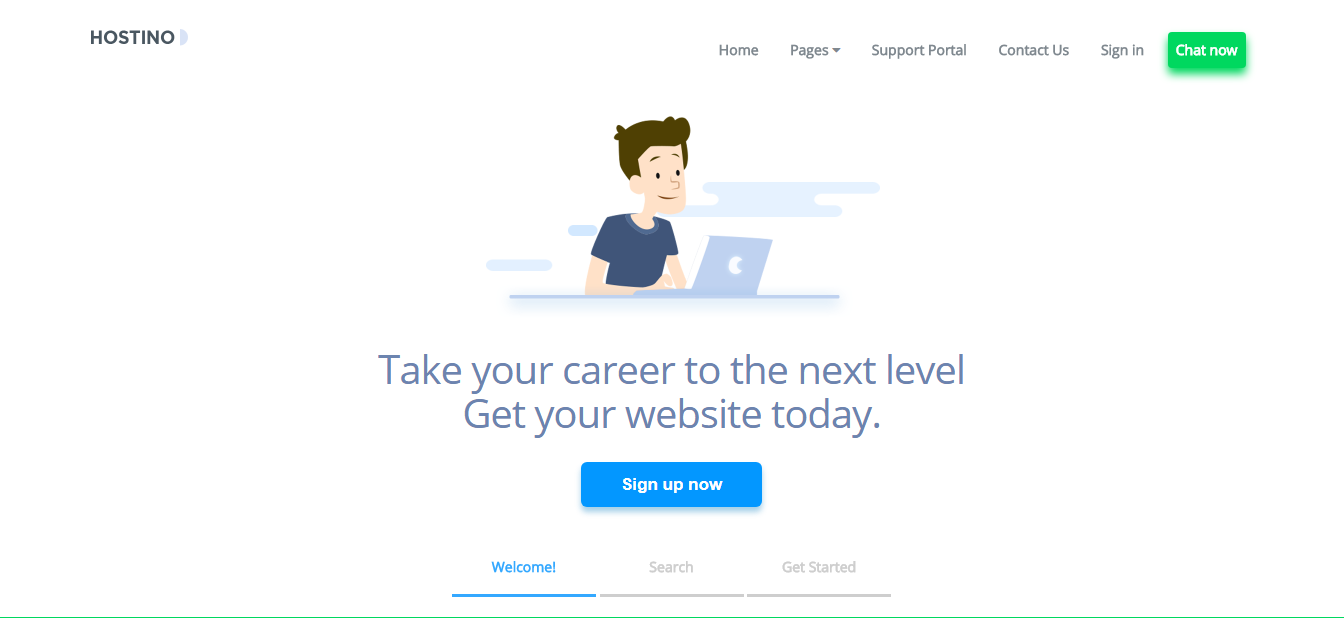 HOSTINO
Home Pages Support Portal Contact Us Sign in Chat now
Take your career to the next level
Get your website today.
Sign up now
Welcome! Search Get Started